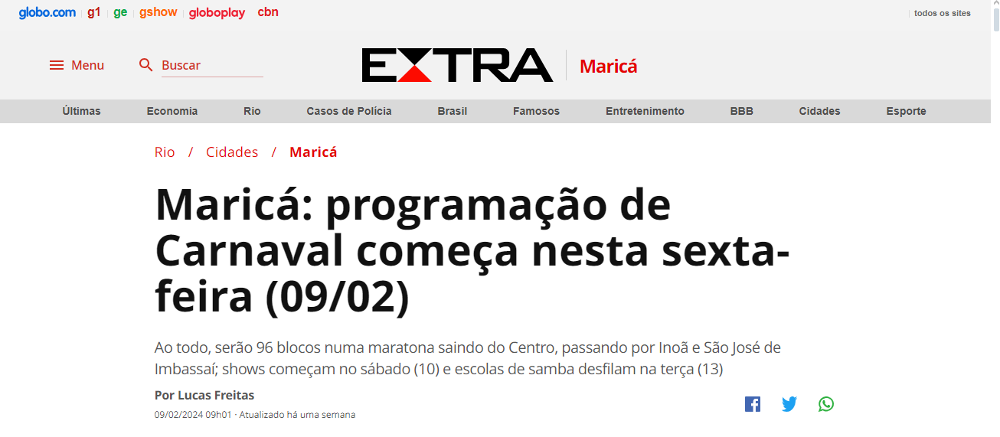 globo.com g1 ge gshow globoplay cbn todos os sites
Menu Buscar EXTRA Maricá
Últimas Economia Rio Casos de Polícia Brasil Famosos Entretenimento BBB Cidades Esporte
Rio / Cidades / Maricá
Maricá: programação de
Carnaval começa nesta sexta-
feira (09/02)
Ao todo, serão 96 blocos numa maratona saindo do Centro, passando por Inoã e São José de
Imbassaí; shows começam no sábado (10) e escolas de samba desfilam na terça (13)
Por Lucas Freitas
09/02/2024 09h01 · Atualizado há uma semana